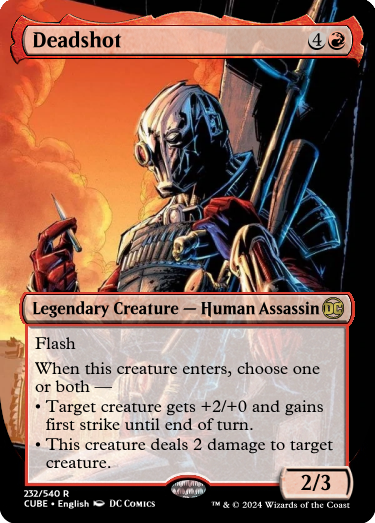 Deadshot 4
Legendary Creature — Human Assassin DC
Flash
When this creature enters, choose one
or both —
• Target creature gets +2/+0 and gains
first strike until end of turn.
• This creature deals 2 damage to target
creature.
2/3
232/540 R
CUBE • English DC COMICS ™ & © 2024 Wizards of the Coast